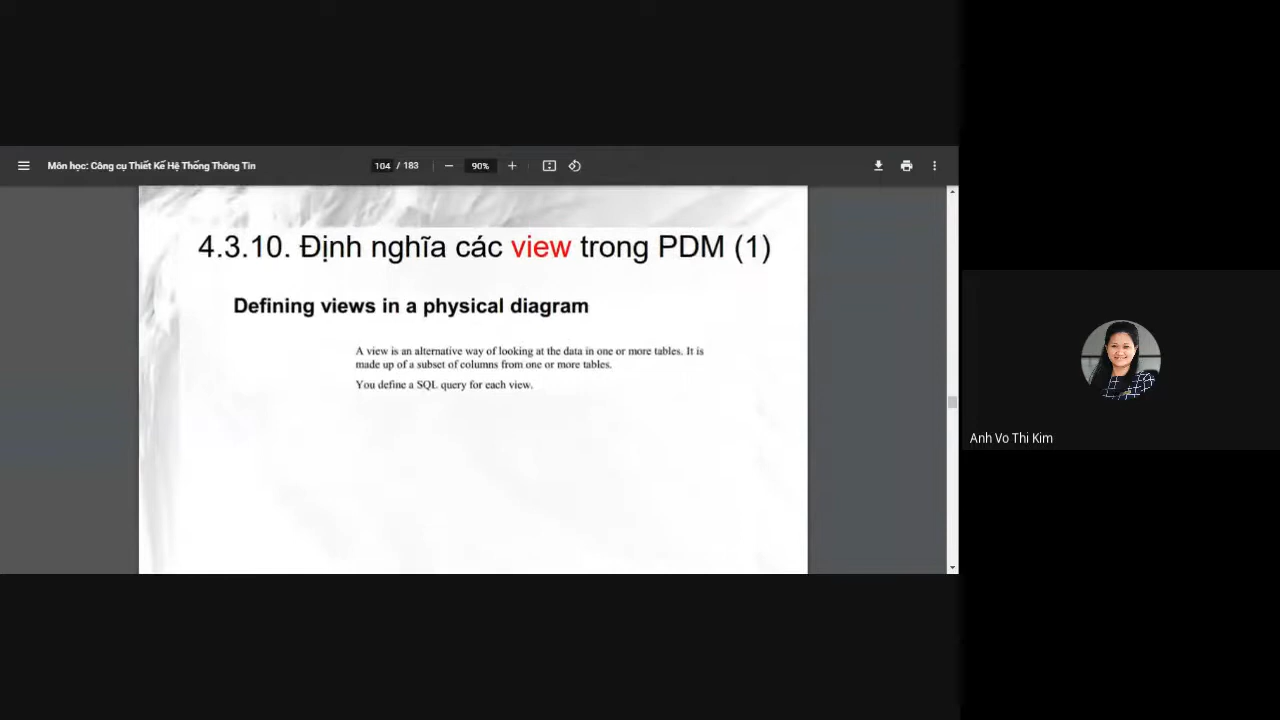 Môn học: Công cụ Thiết Kế Hệ Thống Thông Tin
104 / 183
90%
4.3.10. Định nghĩa các view trong PDM (1)
Defining views in a physical diagram
A view is an alternative way of looking at the data in one or more tables. It is
made up of a subset of columns from one or more tables.
You define a SQL query for each view.
Anh Vo Thi Kim